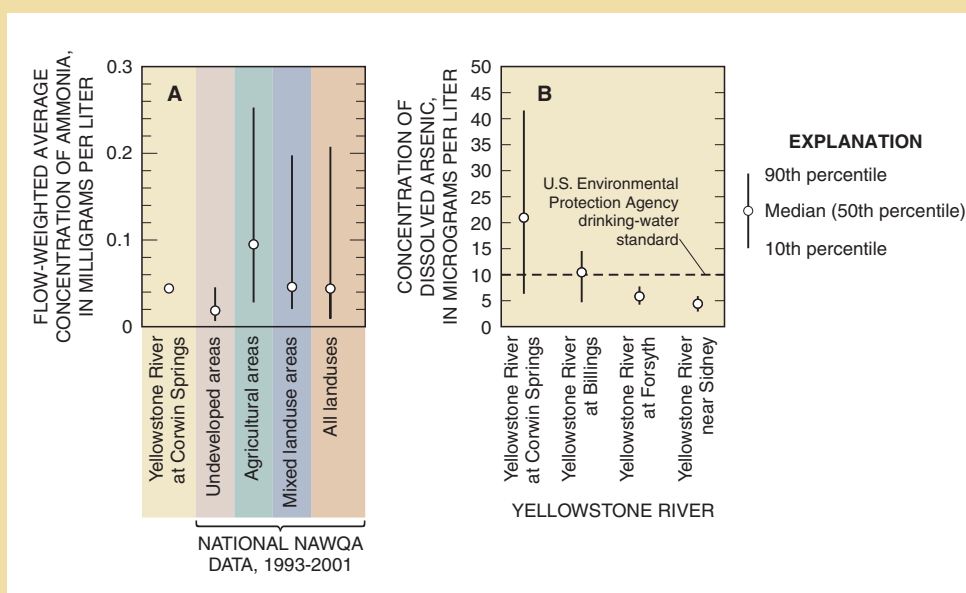 FLOW-WEIGHTED AVERAGE
CONCENTRATION OF AMMONIA,
IN MILLIGRAMS PER LITER
0.3
0.2
0.1
0
A
Yellowstone River
at Corwin Springs
Undeveloped areas
Agricultural areas
Mixed landuse areas
All landuses
NATIONAL NAWQA
DATA, 1993-2001
CONCENTRATION OF
DISSOLVED ARSENIC,
IN MICROGRAMS PER LITER
50
45
40
35
30
25
20
15
10
5
0
B
U.S. Environmental
Protection Agency
drinking-water
standard
Yellowstone River
at Corwin Springs
Yellowstone River
at Billings
Yellowstone River
at Forsyth
Yellowstone River
near Sidney
YELLOWSTONE RIVER
EXPLANATION
90th percentile
Median (50th percentile)
10th percentile